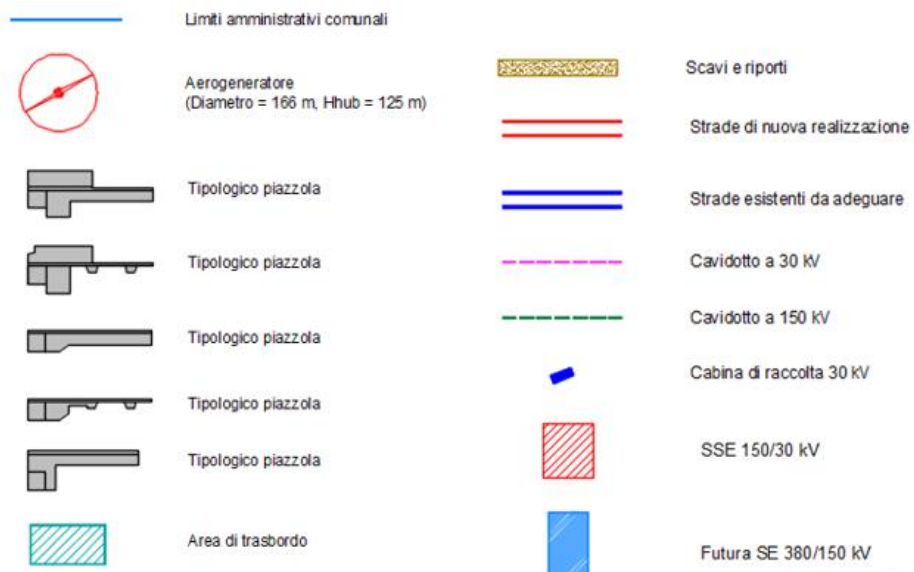 Limiti amministrativi comunali
Aerogeneratore
(Diametro = 166 m, Hhub = 125 m)
Tipologico piazzola
Tipologico piazzola
Tipologico piazzola
Tipologico piazzola
Tipologico piazzola
Area di trasbordo
Scavi e riporti
Strade di nuova realizzazione
Strade esistenti da adeguare
Cavidotto a 30 kV
Cavidotto a 150 kV
Cabina di raccolta 30 kV
SSE 150/30 kV
Futura SE 380/150 kV